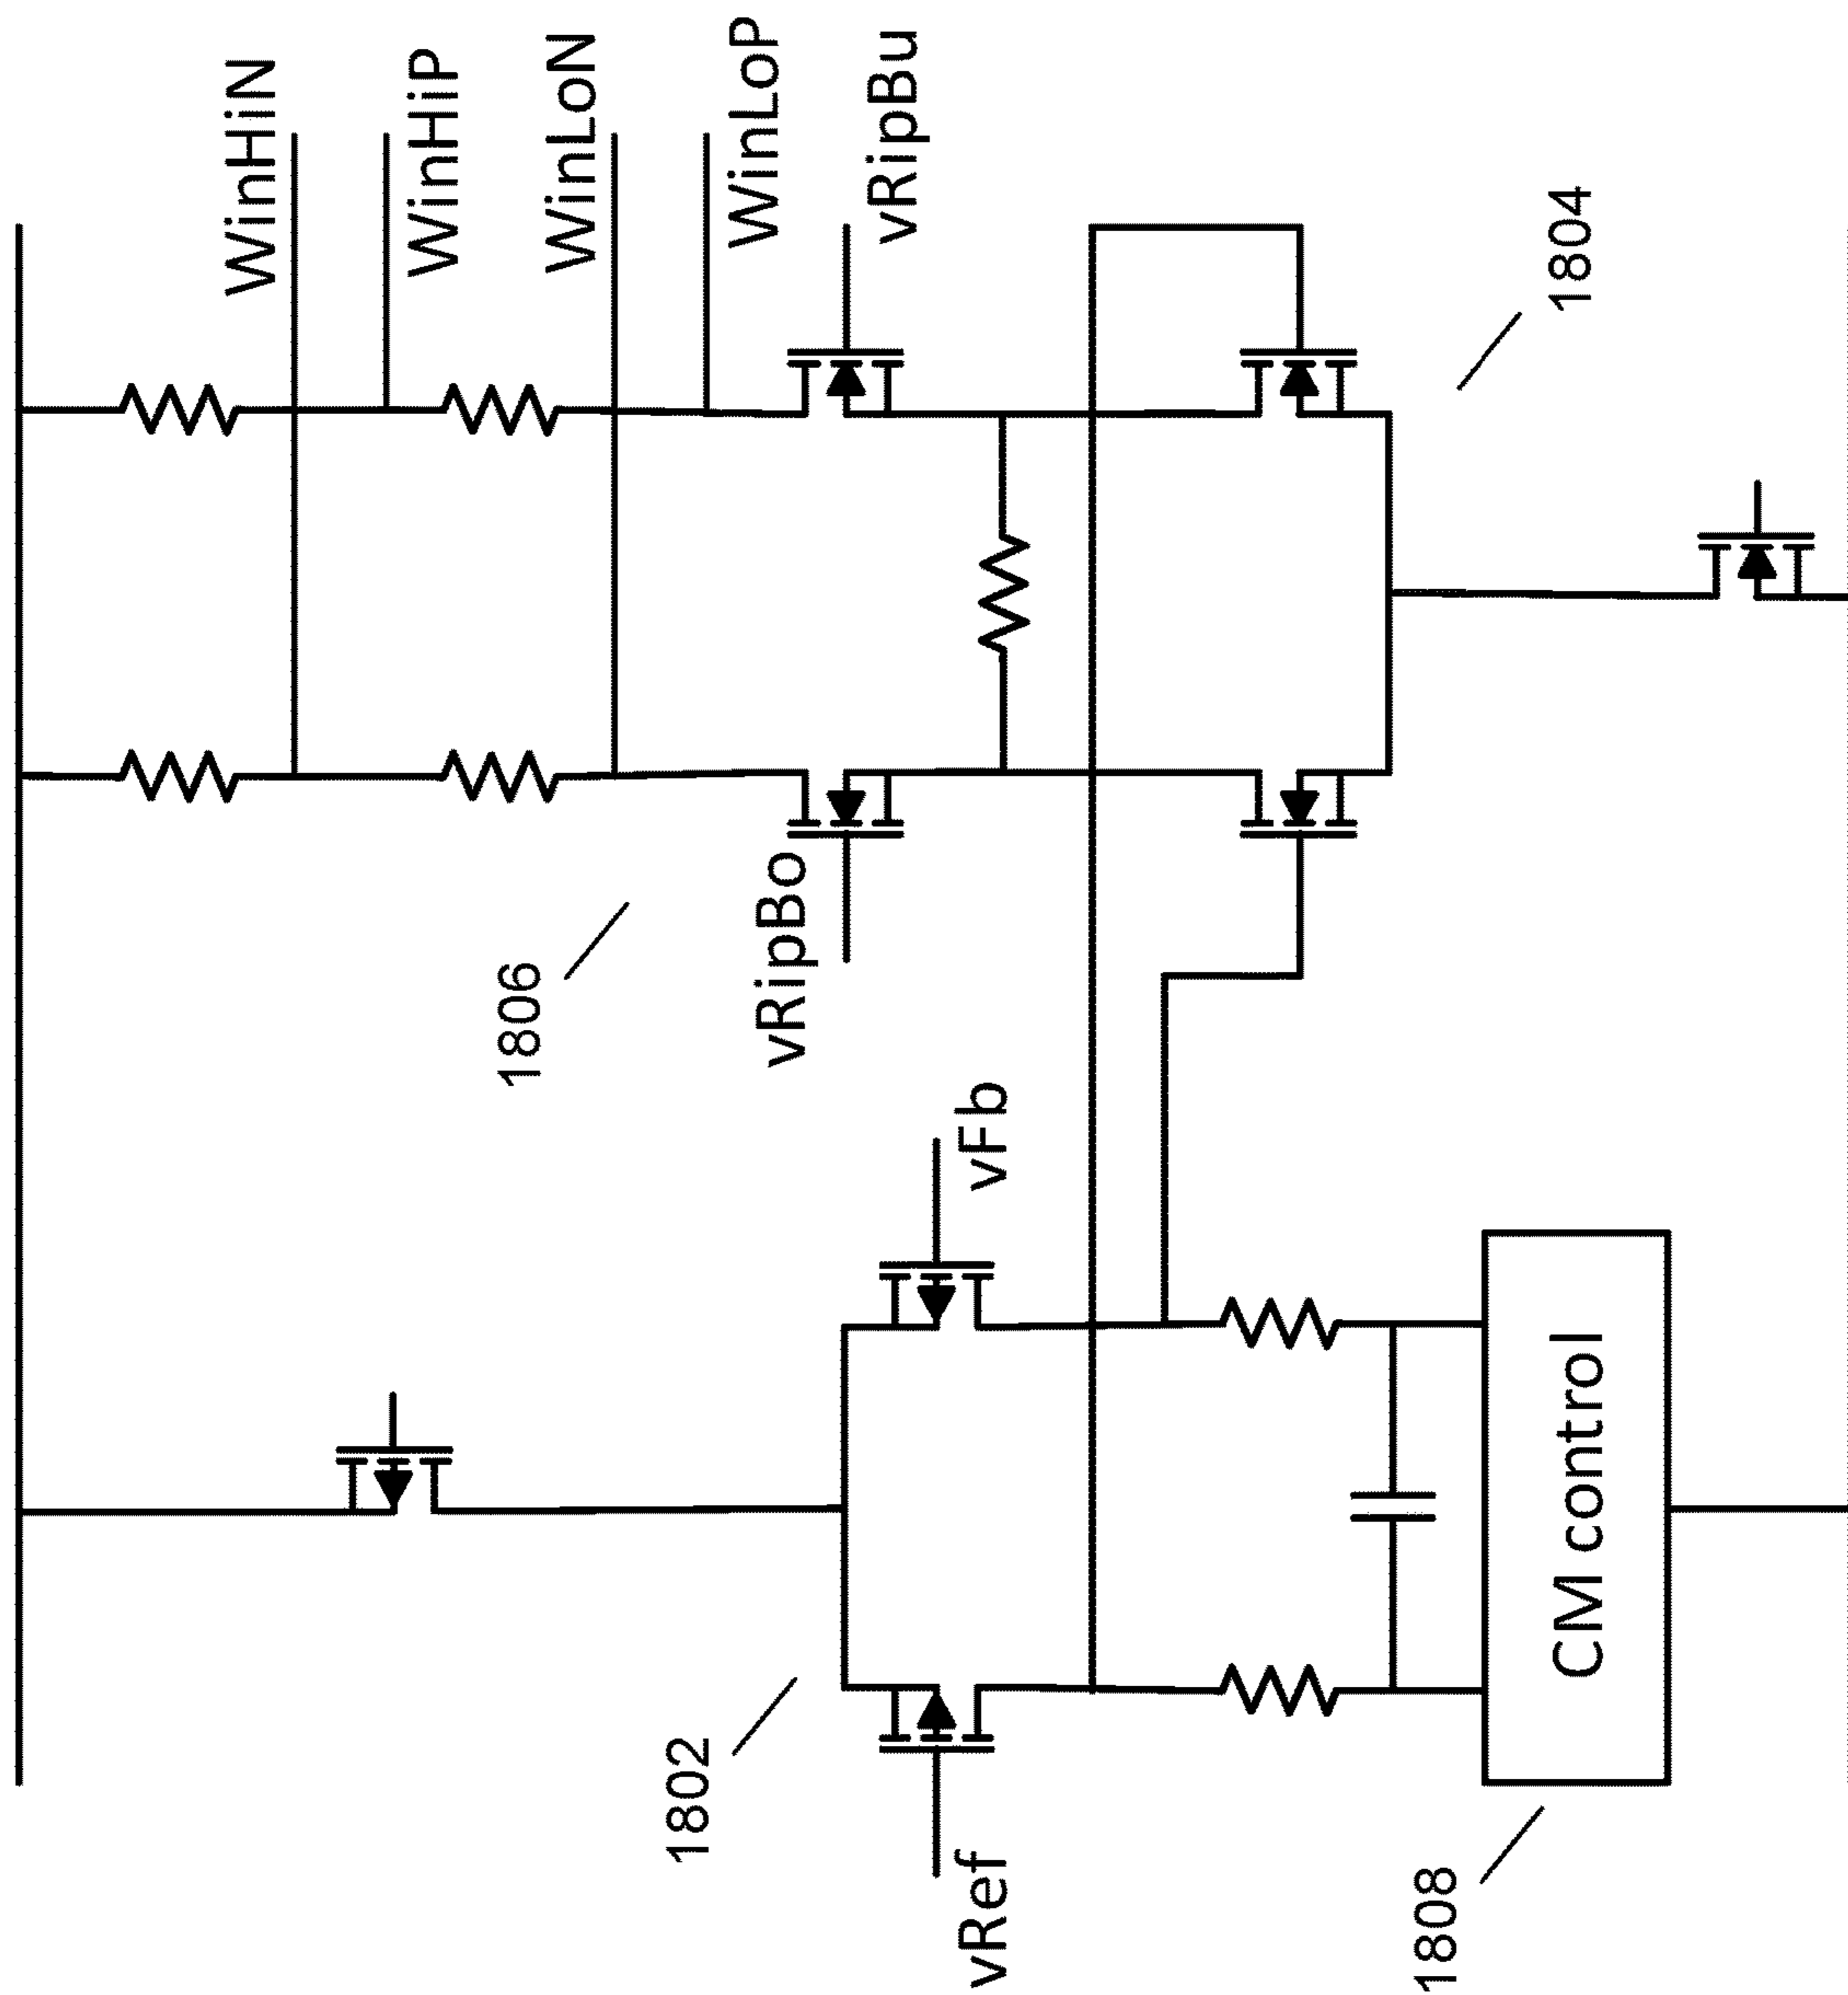 WinHiN
WinHiP
WinLoN
WinLoP
vRipBu
1806
vRipBo
1804
1802
vFb
vRef
1808
CM control